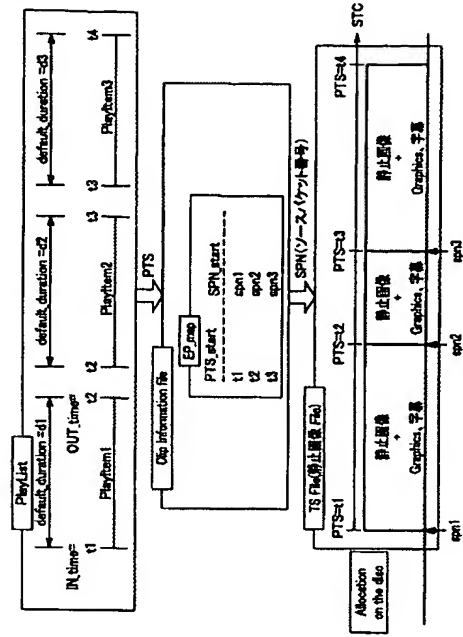 PlayList
default_duration =d1
default_duration =d2
default_duration =d3
IN_time=
OUT_time=
t1
t2
t2
t3
t3
t4
PlayItem1
PlayItem2
PlayItem3
PTS
Clip Information file
EP_map
PTS_start
SPN_start
t1
spn1
t2
spn2
t3
spn3
SPN(ソースパケット番号)
TS File(静止画像 File)
STC
PTS=t1
PTS=t2
PTS=t3
PTS=t4
静止画像
+
Graphics、字幕
静止画像
+
Graphics、字幕
静止画像
+
Graphics、字幕
Allocation
on the disc
spn1
spn2
spn3